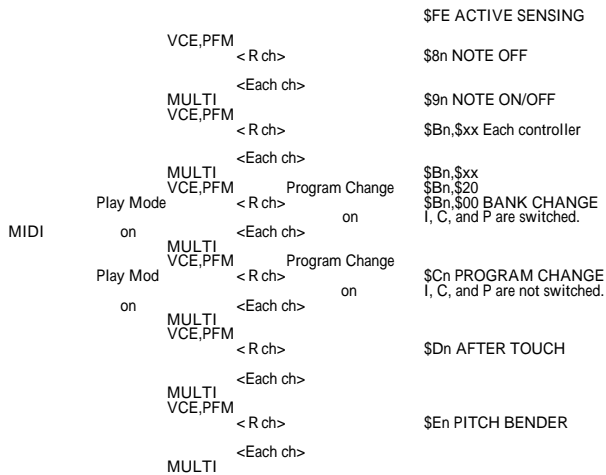 $FE ACTIVE SENSING
VCE,PFM
< R ch> $8n NOTE OFF
<Each ch>
MULTI $9n NOTE ON/OFF
VCE,PFM
< R ch> $Bn,$xx Each controller
<Each ch>
MULTI $Bn,$xx
VCE,PFM Program Change $Bn,$20
Play Mode < R ch> $Bn,$00 BANK CHANGE
on I, C, and P are switched.
MIDI on <Each ch>
MULTI
VCE,PFM Program Change
Play Mod < R ch> $Cn PROGRAM CHANGE
on I, C, and P are not switched.
on <Each ch>
MULTI
VCE,PFM
< R ch> $Dn AFTER TOUCH
<Each ch>
MULTI
VCE,PFM
< R ch> $En PITCH BENDER
<Each ch>
MULTI